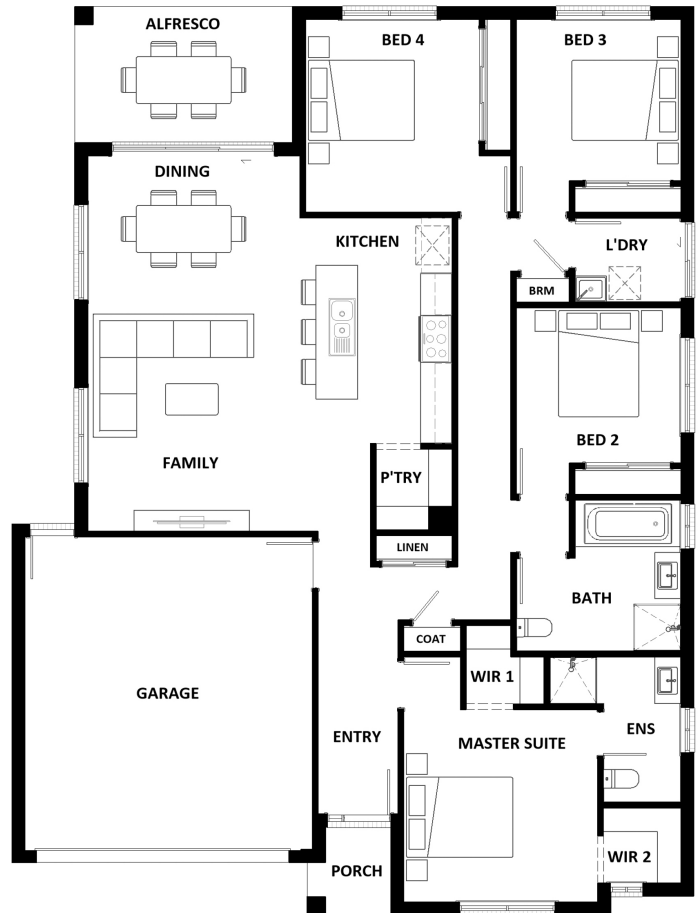 ALFRESCO
BED 4
BED 3
DINING
KITCHEN
L'DRY
BRM
BED 2
FAMILY
P'TRY
LINEN
BATH
COAT
WIR 1
GARAGE
ENTRY
MASTER SUITE
ENS
WIR 2
PORCH